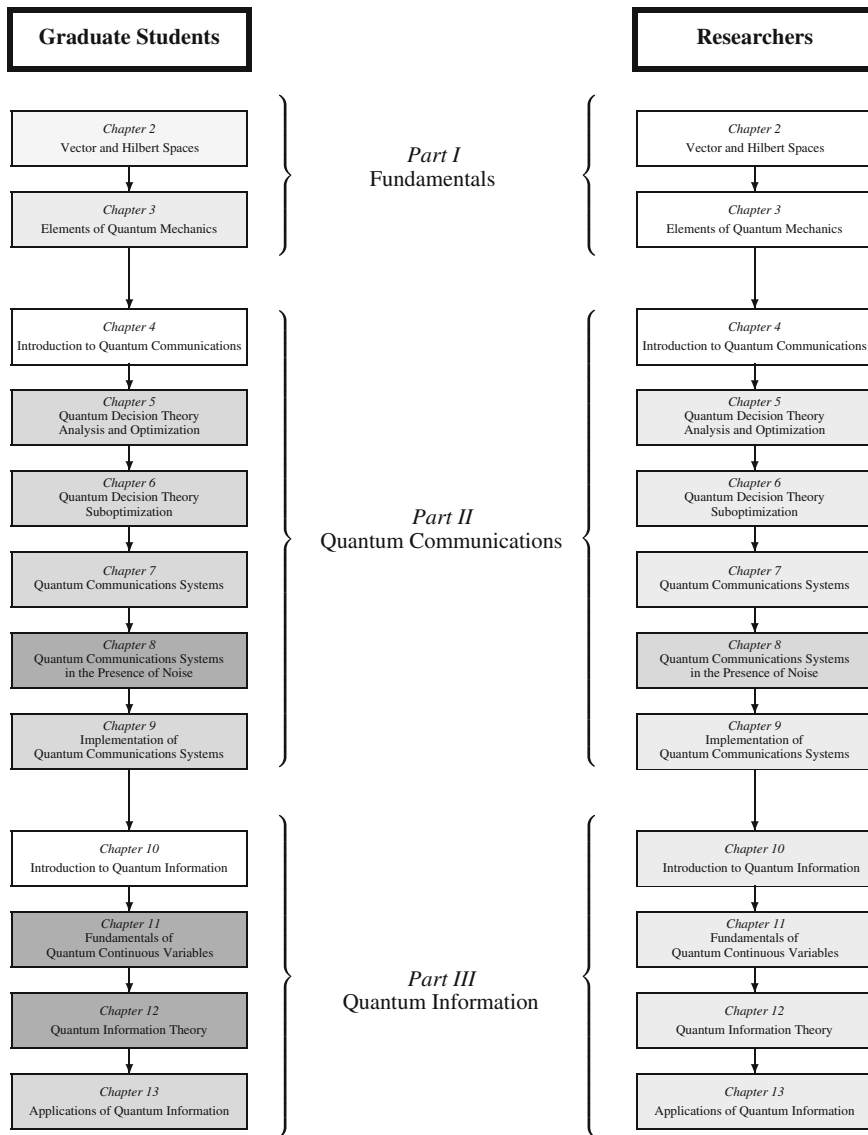 Graduate Students
Researchers
Chapter 2
Vector and Hilbert Spaces
Chapter 3
Elements of Quantum Mechanics
Chapter 4
Introduction to Quantum Communications
Chapter 5
Quantum Decision Theory
Analysis and Optimization
Chapter 6
Quantum Decision Theory
Suboptimization
Chapter 7
Quantum Communications Systems
Chapter 8
Quantum Communications Systems
in the Presence of Noise
Chapter 9
Implementation of
Quantum Communications Systems
Chapter 10
Introduction to Quantum Information
Chapter 11
Fundamentals of
Quantum Continuous Variables
Chapter 12
Quantum Information Theory
Chapter 13
Applications of Quantum Information
Part I
Fundamentals
Part II
Quantum Communications
Part III
Quantum Information
Chapter 2
Vector and Hilbert Spaces
Chapter 3
Elements of Quantum Mechanics
Chapter 4
Introduction to Quantum Communications
Chapter 5
Quantum Decision Theory
Analysis and Optimization
Chapter 6
Quantum Decision Theory
Suboptimization
Chapter 7
Quantum Communications Systems
Chapter 8
Quantum Communications Systems
in the Presence of Noise
Chapter 9
Implementation of
Quantum Communications Systems
Chapter 10
Introduction to Quantum Information
Chapter 11
Fundamentals of
Quantum Continuous Variables
Chapter 12
Quantum Information Theory
Chapter 13
Applications of Quantum Information